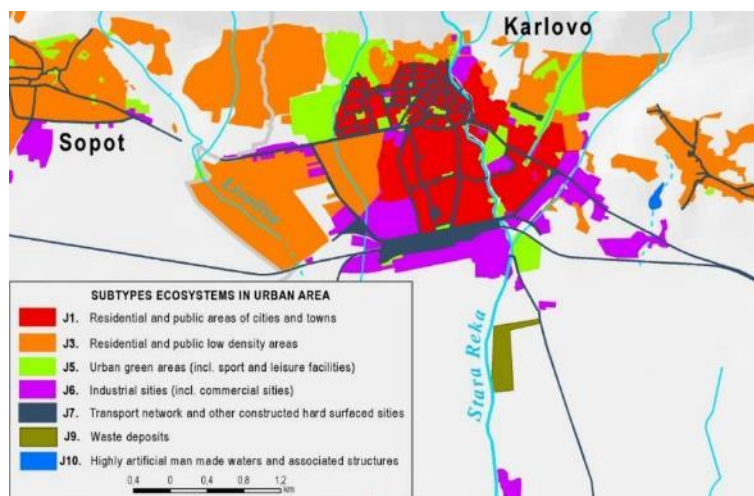 Karlovo
Sopot
Stara Reka
SUBTYPES ECOSYSTEMS IN URBAN AREA
J1. Residential and public areas of cities and towns
J3. Residential and public low density areas
J5. Urban green areas (incl. sport and leisure facilities)
J6. Industrial sities (incl. commercial sities)
J7. Transport network and other constructed hard surfaced sities
J9. Waste deposits
J10. Highly artificial man made waters and associated structures
0.4 0 0.4 0.8 1.2
km